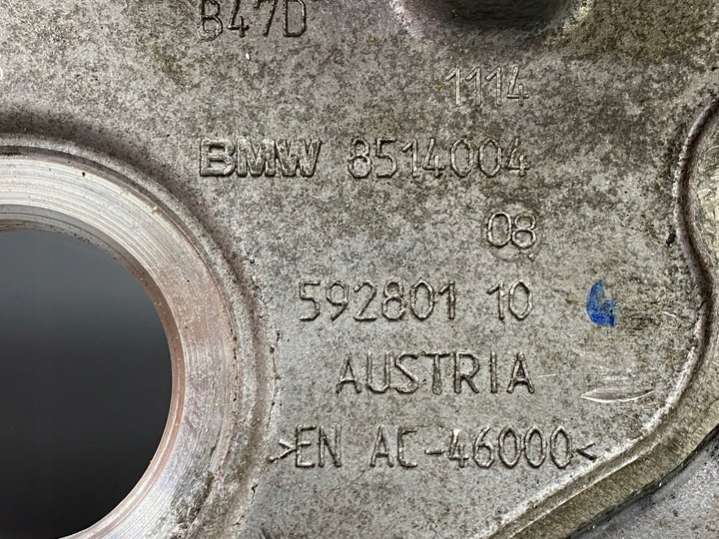 B47D
1114
BMW 8514004
08
592801 10
AUSTRIA
>EN AC-46000<